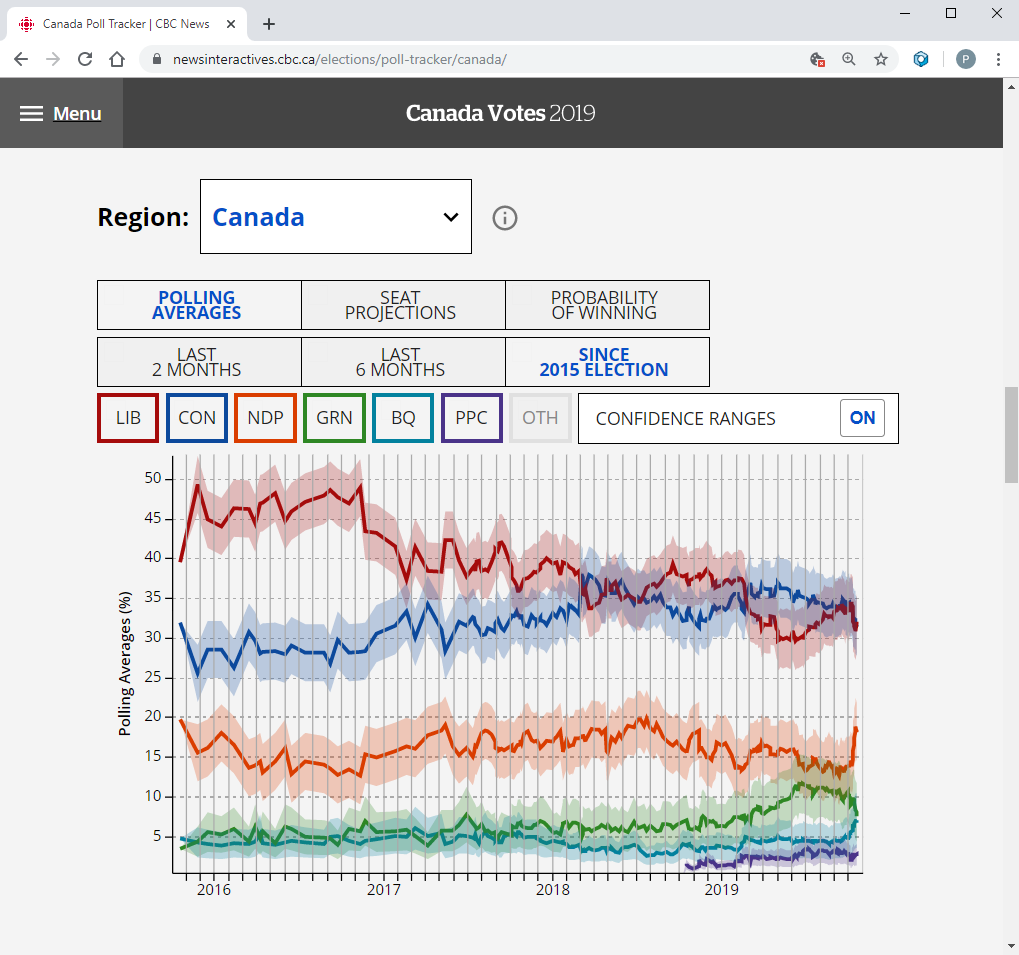 Canada Poll Tracker | CBC News
newsinteractives.cbc.ca/elections/poll-tracker/canada/
P
Menu
Canada Votes 2019
Region:
Canada
i
POLLING
AVERAGES
SEAT
PROJECTIONS
PROBABILITY
OF WINNING
LAST
2 MONTHS
LAST
6 MONTHS
SINCE
2015 ELECTION
LIB
CON
NDP
GRN
BQ
PPC
OTH
CONFIDENCE RANGES
ON
Polling Averages (%)
50
45
40
35
30
25
20
15
10
5
2016
2017
2018
2019